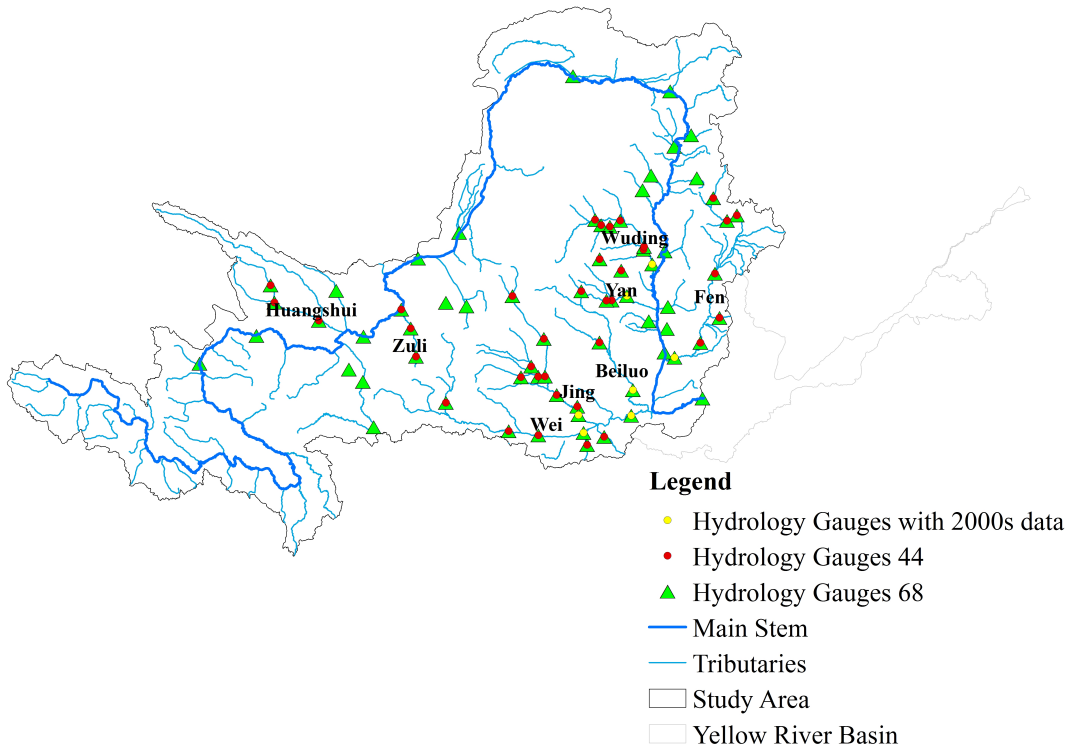 Wuding
Huangshui
Yan
Fen
Zuli
Beiluo
Jing
Wei
Legend
Hydrology Gauges with 2000s data
Hydrology Gauges 44
Hydrology Gauges 68
Main Stem
Tributaries
Study Area
Yellow River Basin